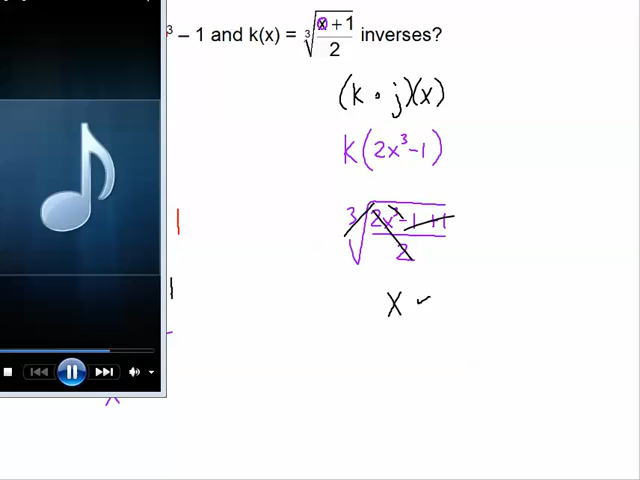 ³ – 1 and k(x) = ∛((x + 1)/2) inverses?
(k ∘ j)(x)
k(2x³-1)
∛((2x³-1+1)/2)
x ✓